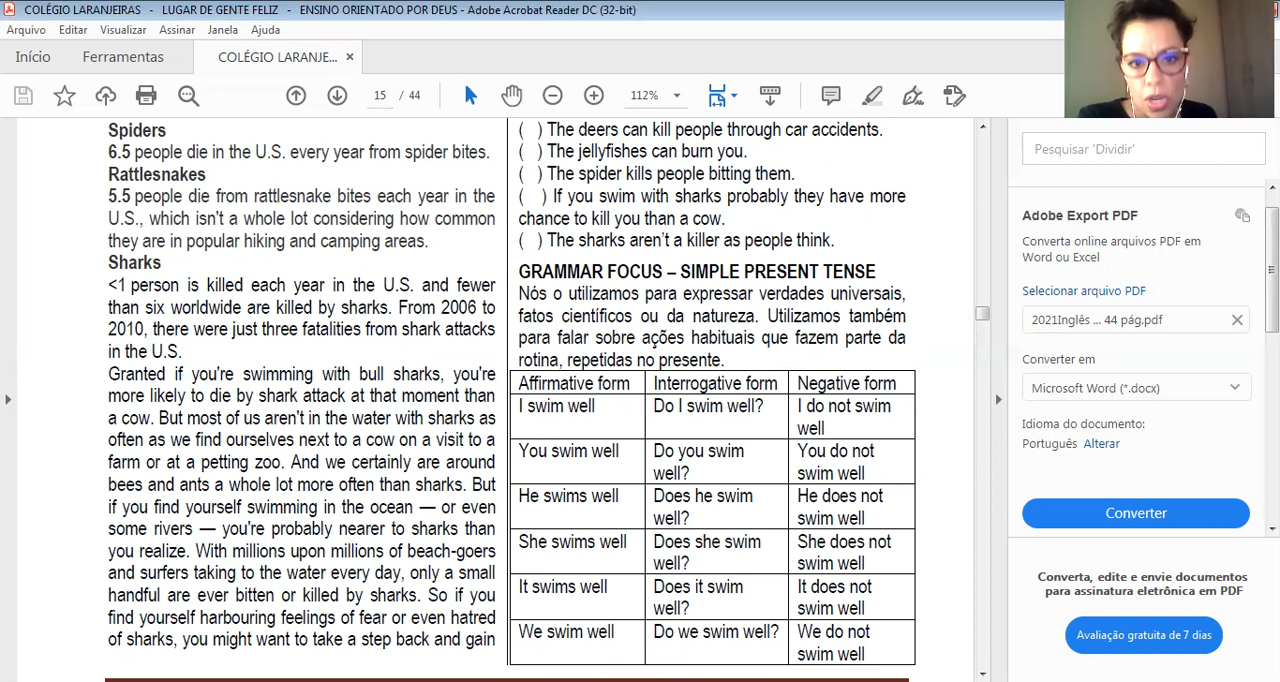 COLÉGIO LARANJEIRAS - LUGAR DE GENTE FELIZ - ENSINO ORIENTADO POR DEUS - Adobe Acrobat Reader DC (32-bit)
Arquivo Editar Visualizar Assinar Janela Ajuda
Início Ferramentas COLÉGIO LARANJE... ×
15 / 44 112%
Spiders
6.5 people die in the U.S. every year from spider bites.
Rattlesnakes
5.5 people die from rattlesnake bites each year in the
U.S., which isn't a whole lot considering how common
they are in popular hiking and camping areas.
Sharks
<1 person is killed each year in the U.S. and fewer
than six worldwide are killed by sharks. From 2006 to
2010, there were just three fatalities from shark attacks
in the U.S.
Granted if you're swimming with bull sharks, you're
more likely to die by shark attack at that moment than
a cow. But most of us aren't in the water with sharks as
often as we find ourselves next to a cow on a visit to a
farm or at a petting zoo. And we certainly are around
bees and ants a whole lot more often than sharks. But
if you find yourself swimming in the ocean — or even
some rivers — you're probably nearer to sharks than
you realize. With millions upon millions of beach-goers
and surfers taking to the water every day, only a small
handful are ever bitten or killed by sharks. So if you
find yourself harbouring feelings of fear or even hatred
of sharks, you might want to take a step back and gain
( ) The deers can kill people through car accidents.
( ) The jellyfishes can burn you.
( ) The spider kills people bitting them.
( ) If you swim with sharks probably they have more
chance to kill you than a cow.
( ) The sharks aren't a killer as people think.
GRAMMAR FOCUS – SIMPLE PRESENT TENSE
Nós o utilizamos para expressar verdades universais,
fatos científicos ou da natureza. Utilizamos também
para falar sobre ações habituais que fazem parte da
rotina, repetidas no presente.
Affirmative form Interrogative form Negative form
I swim well Do I swim well? I do not swim
well
You swim well Do you swim You do not
well? swim well
He swims well Does he swim He does not
well? swim well
She swims well Does she swim She does not
well? swim well
It swims well Does it swim It does not
well? swim well
We swim well Do we swim well? We do not
swim well
Pesquisar 'Dividir'
Adobe Export PDF
Converta online arquivos PDF em
Word ou Excel
Selecionar arquivo PDF
2021Inglês ... 44 pág.pdf
Converter em
Microsoft Word (*.docx)
Idioma do documento:
Português Alterar
Converter
Converta, edite e envie documentos
para assinatura eletrônica em PDF
Avaliação gratuita de 7 dias